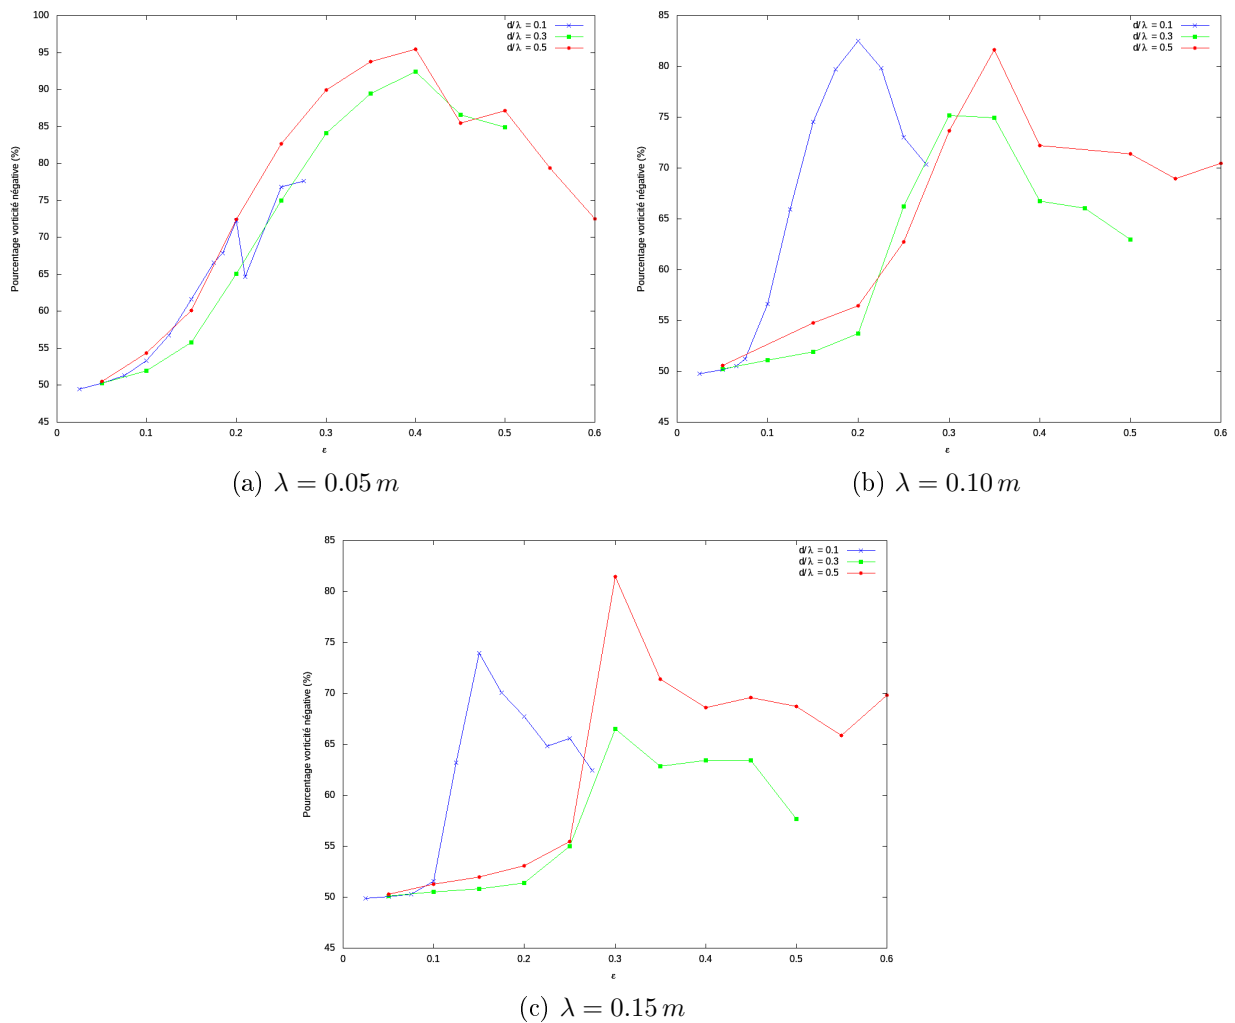 d/λ = 0.1
d/λ = 0.3
d/λ = 0.5
Pourcentage vorticité négative (%)
100
95
90
85
80
75
70
65
60
55
50
45
0 0.1 0.2 0.3 0.4 0.5 0.6
ε
(a) λ = 0.05 m
d/λ = 0.1
d/λ = 0.3
d/λ = 0.5
Pourcentage vorticité négative (%)
85
80
75
70
65
60
55
50
45
0 0.1 0.2 0.3 0.4 0.5 0.6
ε
(b) λ = 0.10 m
d/λ = 0.1
d/λ = 0.3
d/λ = 0.5
Pourcentage vorticité négative (%)
85
80
75
70
65
60
55
50
45
0 0.1 0.2 0.3 0.4 0.5 0.6
ε
(c) λ = 0.15 m